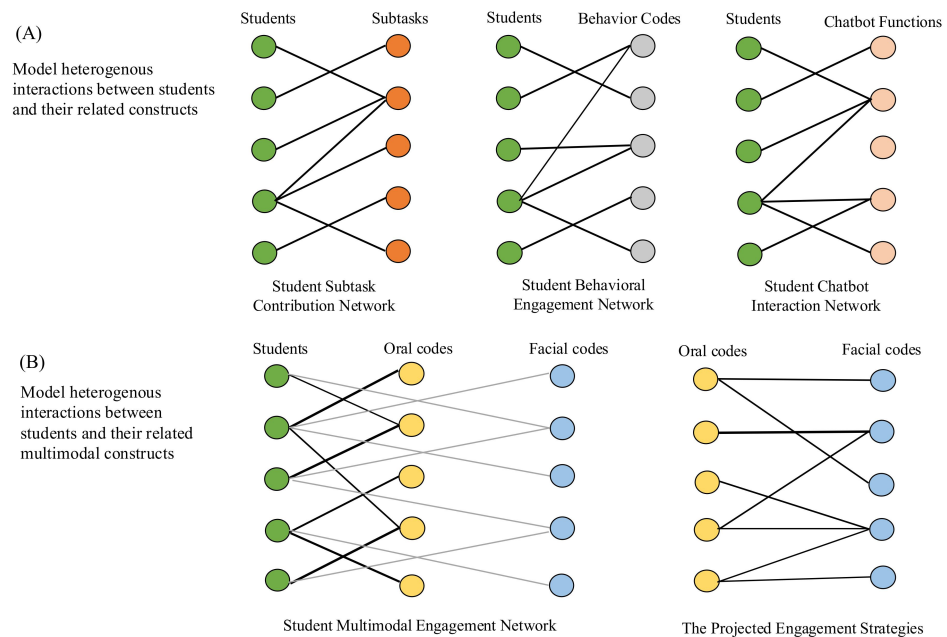 (A)
Model heterogenous
interactions between students
and their related constructs
Students
Subtasks
Student Subtask
Contribution Network
Students
Behavior Codes
Student Behavioral
Engagement Network
Students
Chatbot Functions
Student Chatbot
Interaction Network
(B)
Model heterogenous
interactions between
students and their related
multimodal constructs
Students
Oral codes
Facial codes
Student Multimodal Engagement Network
Oral codes
Facial codes
The Projected Engagement Strategies